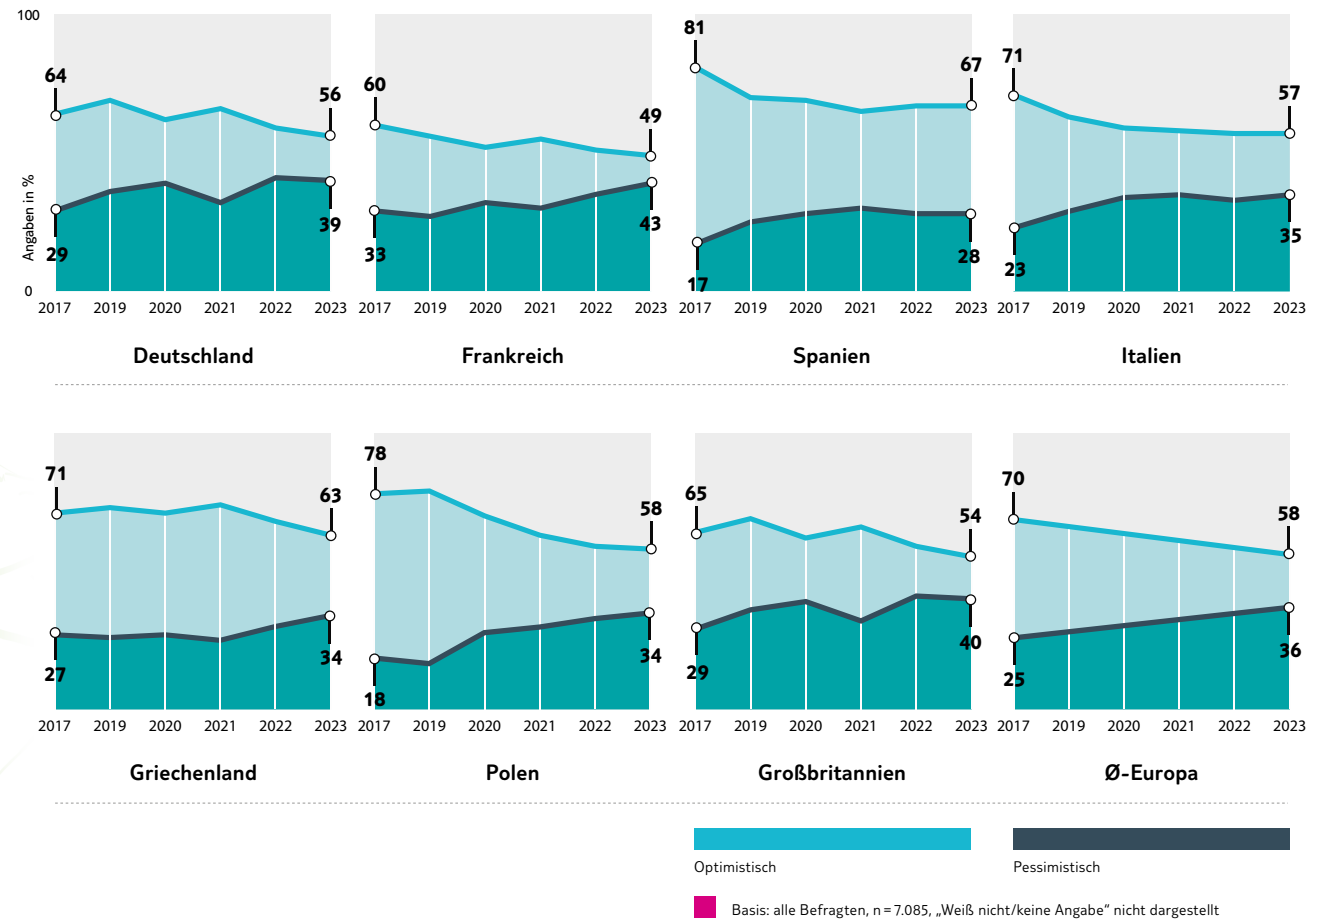 100
Angaben in %
0
64
56
29
39
2017 2019 2020 2021 2022 2023
Deutschland
60
49
33
43
2017 2019 2020 2021 2022 2023
Frankreich
81
67
17
28
2017 2019 2020 2021 2022 2023
Spanien
71
57
23
35
2017 2019 2020 2021 2022 2023
Italien
71
63
27
34
2017 2019 2020 2021 2022 2023
Griechenland
78
58
18
34
2017 2019 2020 2021 2022 2023
Polen
65
54
29
40
2017 2019 2020 2021 2022 2023
Großbritannien
70
58
25
36
2017 2019 2020 2021 2022 2023
Ø-Europa
Optimistisch
Pessimistisch
Basis: alle Befragten, n = 7.085, „Weiß nicht/keine Angabe“ nicht dargestellt